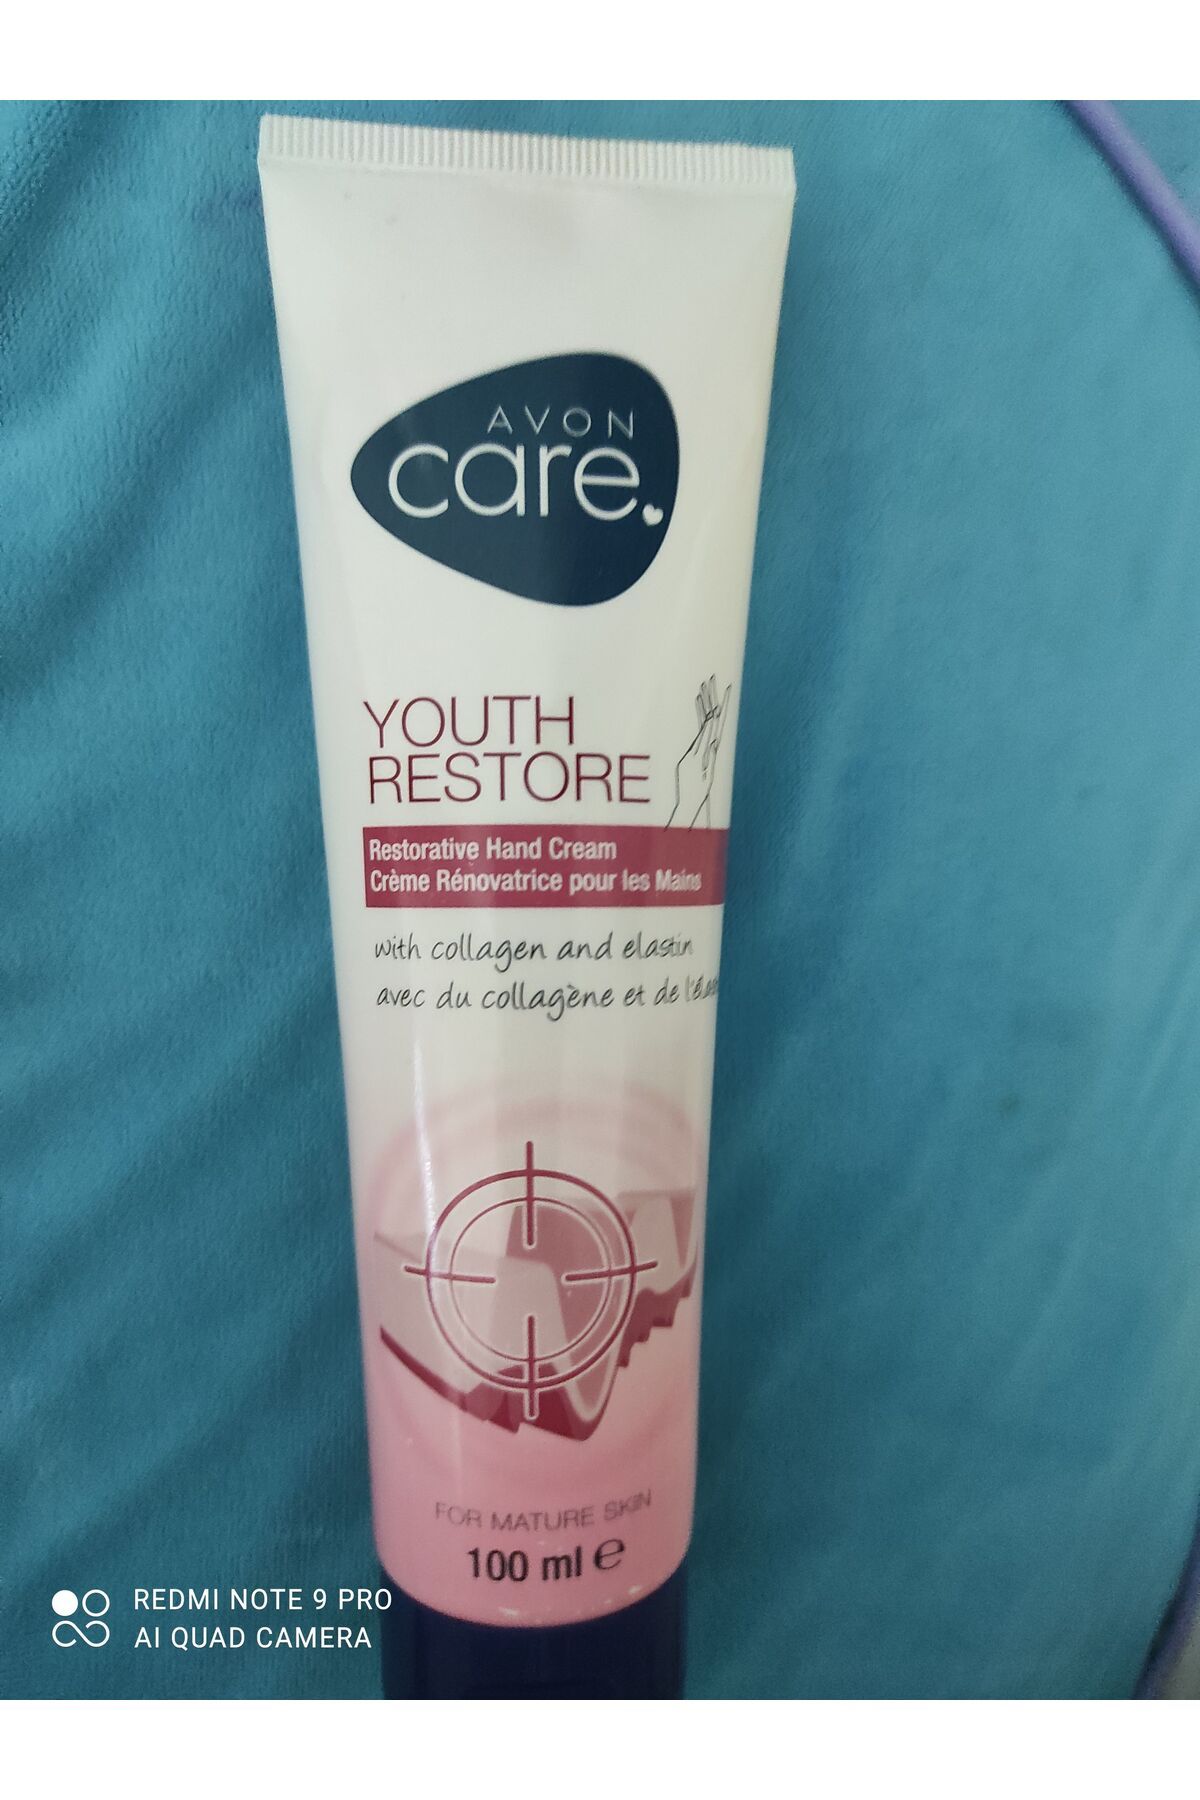 AVON
care
YOUTH
RESTORE
Restorative Hand Cream
Crème Rénovatrice pour les Mains
with collagen and elastin
avec du collagène et de
FOR MATURE SKIN
100 ml ℮
REDMI NOTE 9 PRO
AI QUAD CAMERA